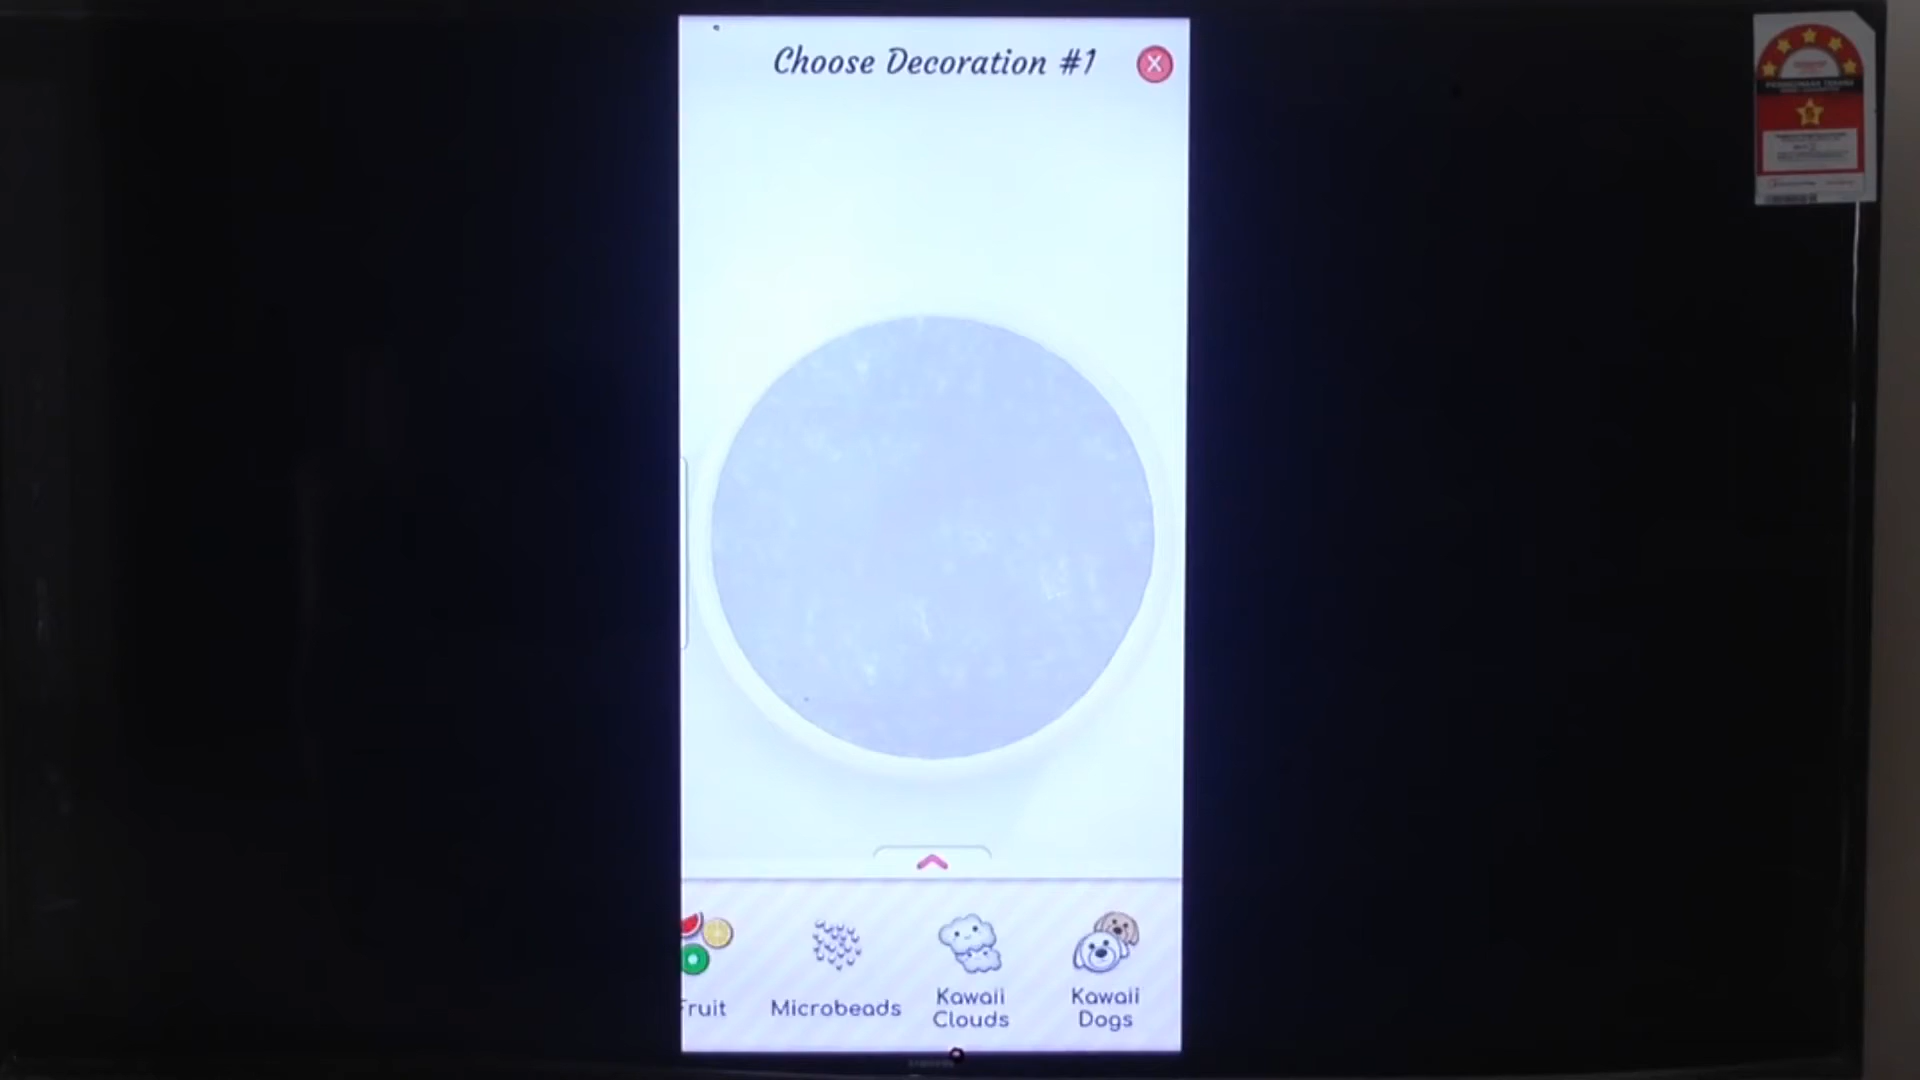 Choose Decoration #1
Fruit
Microbeads
Kawaii
Clouds
Kawaii
Dogs